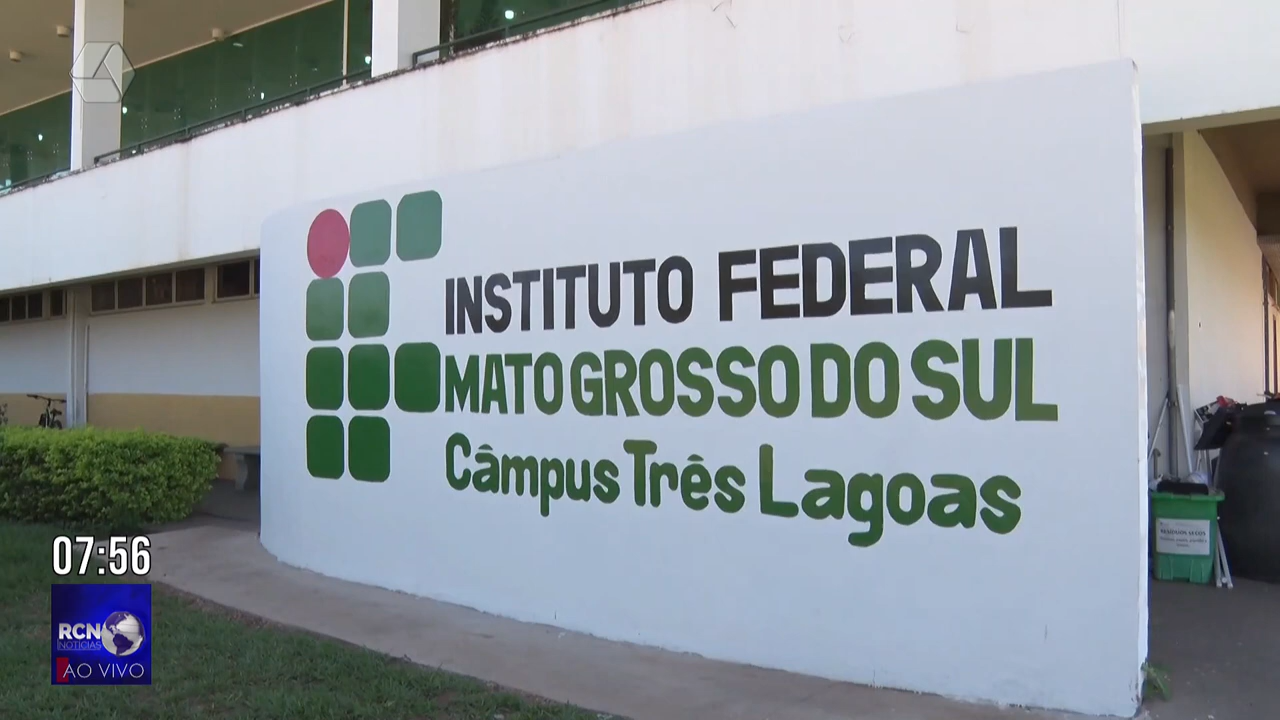 INSTITUTO FEDERAL
MATO GROSSO DO SUL
Câmpus Três Lagoas
07:56
RCN
NOTÍCIAS
AO VIVO